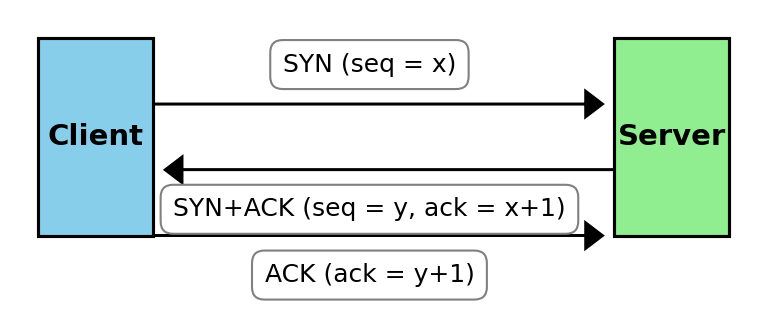 SYN (seq = x)
Client
Server
SYN+ACK (seq = y, ack = x+1)
ACK (ack = y+1)